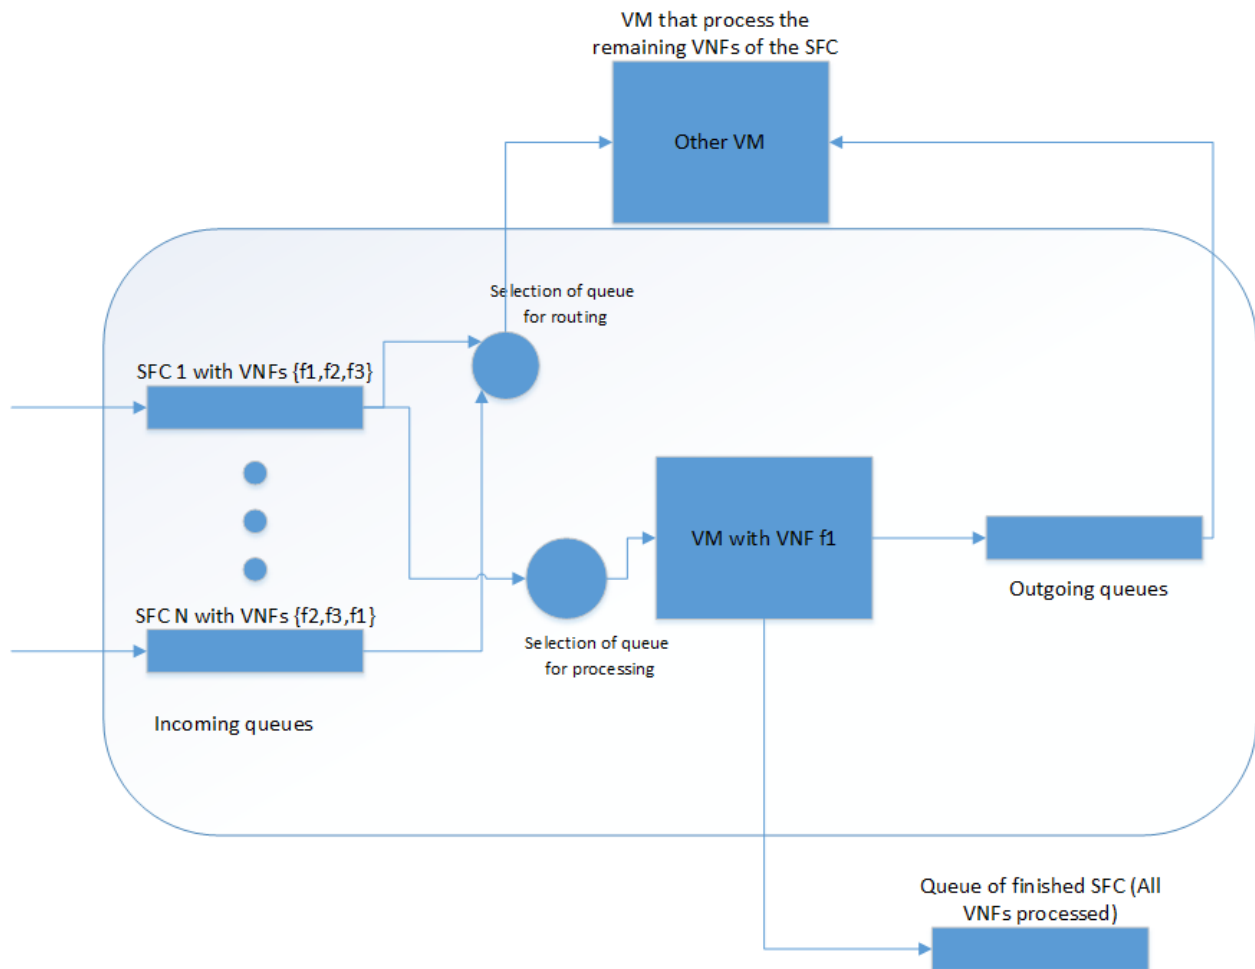 VM that process the
remaining VNFs of the SFC
Other VM
Selection of queue
for routing
SFC 1 with VNFs {f1,f2,f3}
VM with VNF f1
Outgoing queues
SFC N with VNFs {f2,f3,f1}
Selection of queue
for processing
Incoming queues
Queue of finished SFC (All
VNFs processed)